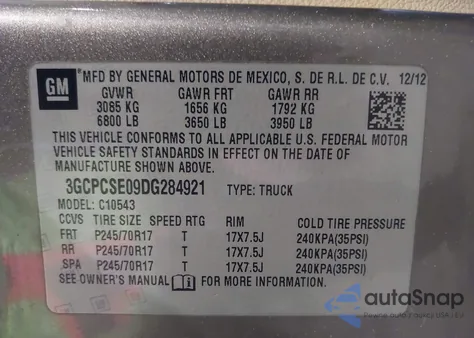 GM
MFD BY GENERAL MOTORS DE MEXICO, S. DE R.L. DE C.V. 12/12
GVWR GAWR FRT GAWR RR
3085 KG 1656 KG 1792 KG
6800 LB 3650 LB 3950 LB
THIS VEHICLE CONFORMS TO ALL APPLICABLE U.S. FEDERAL MOTOR
VEHICLE SAFETY STANDARDS IN EFFECT ON THE DATE OF
MANUFACTURE SHOWN ABOVE.
3GCPCSE09DG284921 TYPE: TRUCK
MODEL: C10543
CCVS TIRE SIZE SPEED RTG RIM COLD TIRE PRESSURE
FRT P245/70R17 T 17X7.5J 240KPA(35PSI)
RR P245/70R17 T 17X7.5J 240KPA(35PSI)
SPA P245/70R17 T 17X7.5J 240KPA(35PSI)
SEE OWNER'S MANUAL FOR MORE INFORMATION.
autoSnap